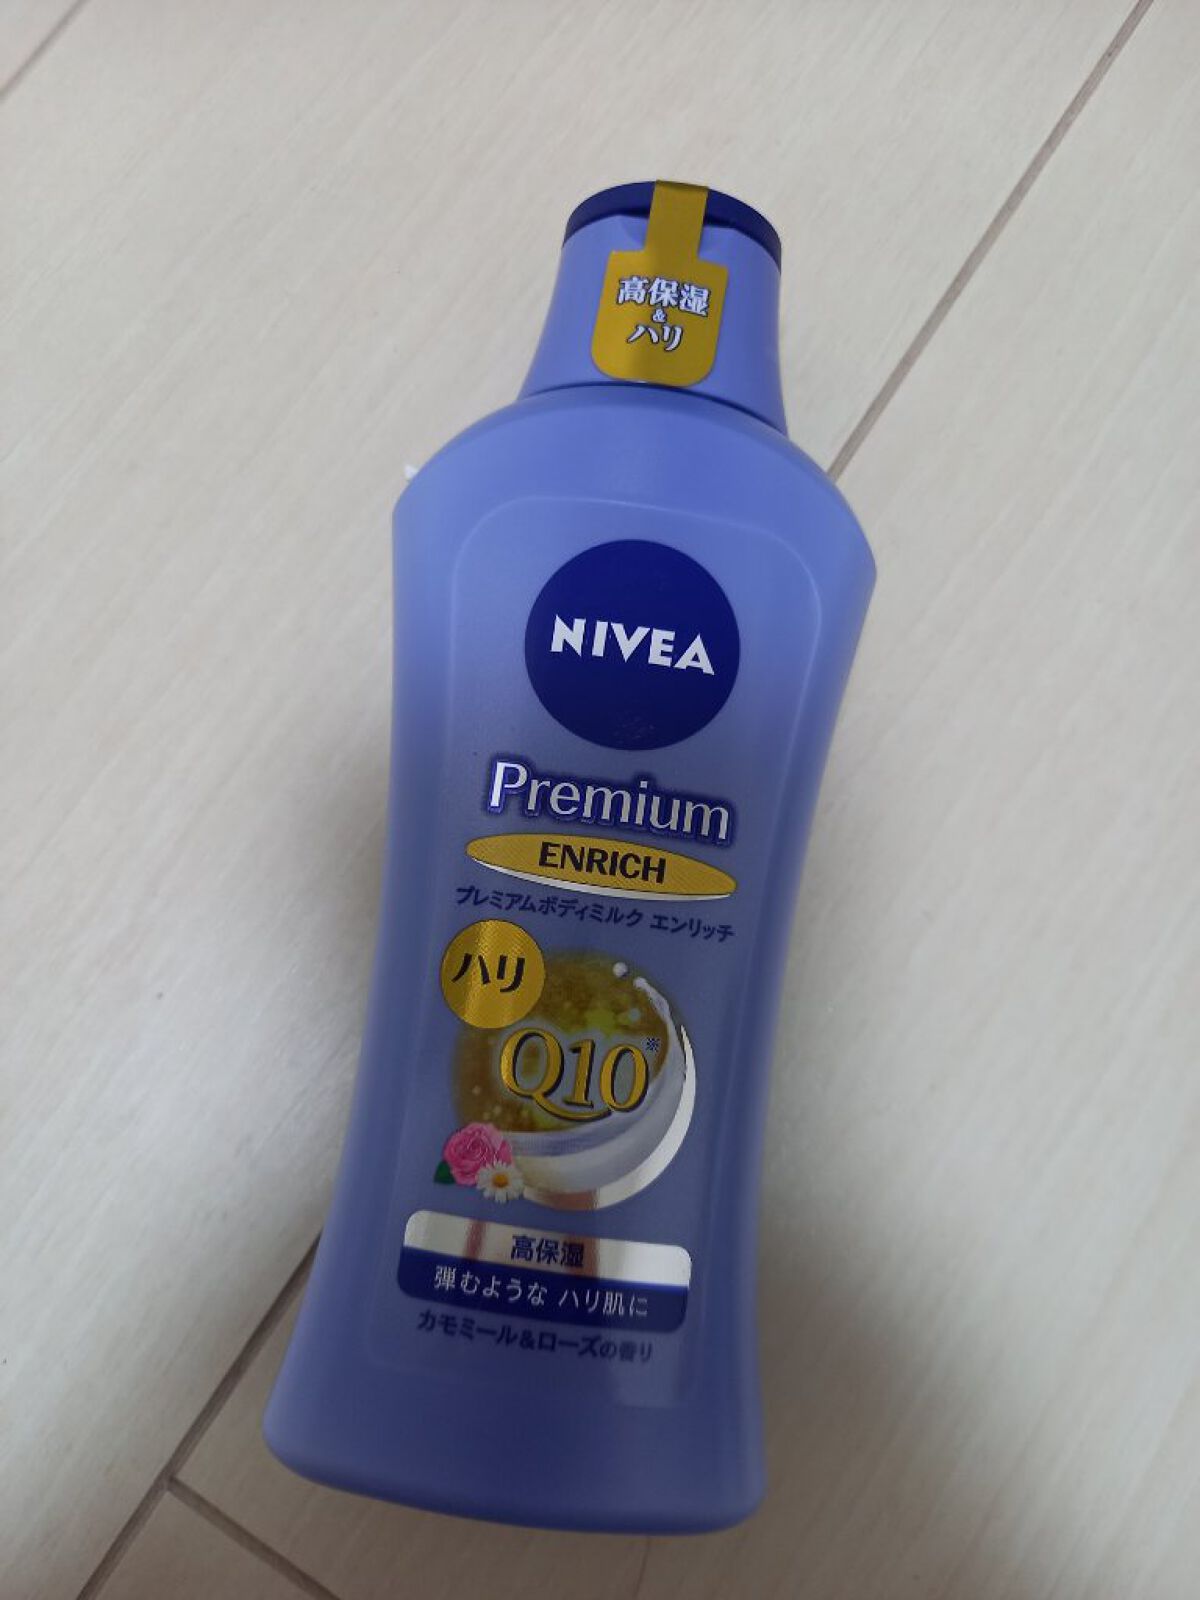 高保湿
&
ハリ
NIVEA
Premium
ENRICH
プレミアムボディミルク エンリッチ
ハリ
Q10※
高保湿
弾むような ハリ肌に
カモミール&ローズの香り